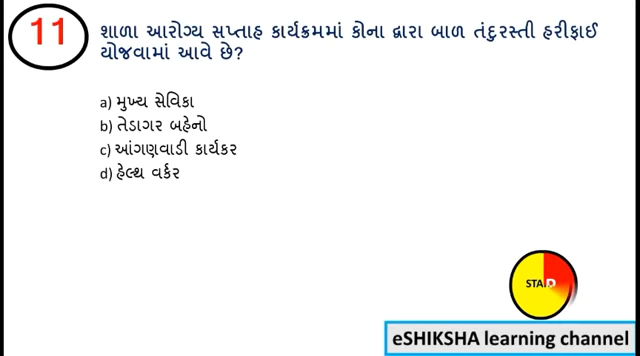 11
શાળા આરોગ્ય સપ્તાહ કાર્યક્રમમાં કોના દ્વારા બાળ તંદુરસ્તી હરીફાઈ
યોજવામાં આવે છે?
a) મુખ્ય સેવિકા
b) તેડાગર બહેનો
c) આંગણવાડી કાર્યકર
d) હેલ્થ વર્કર
eSHIKSHA learning channel